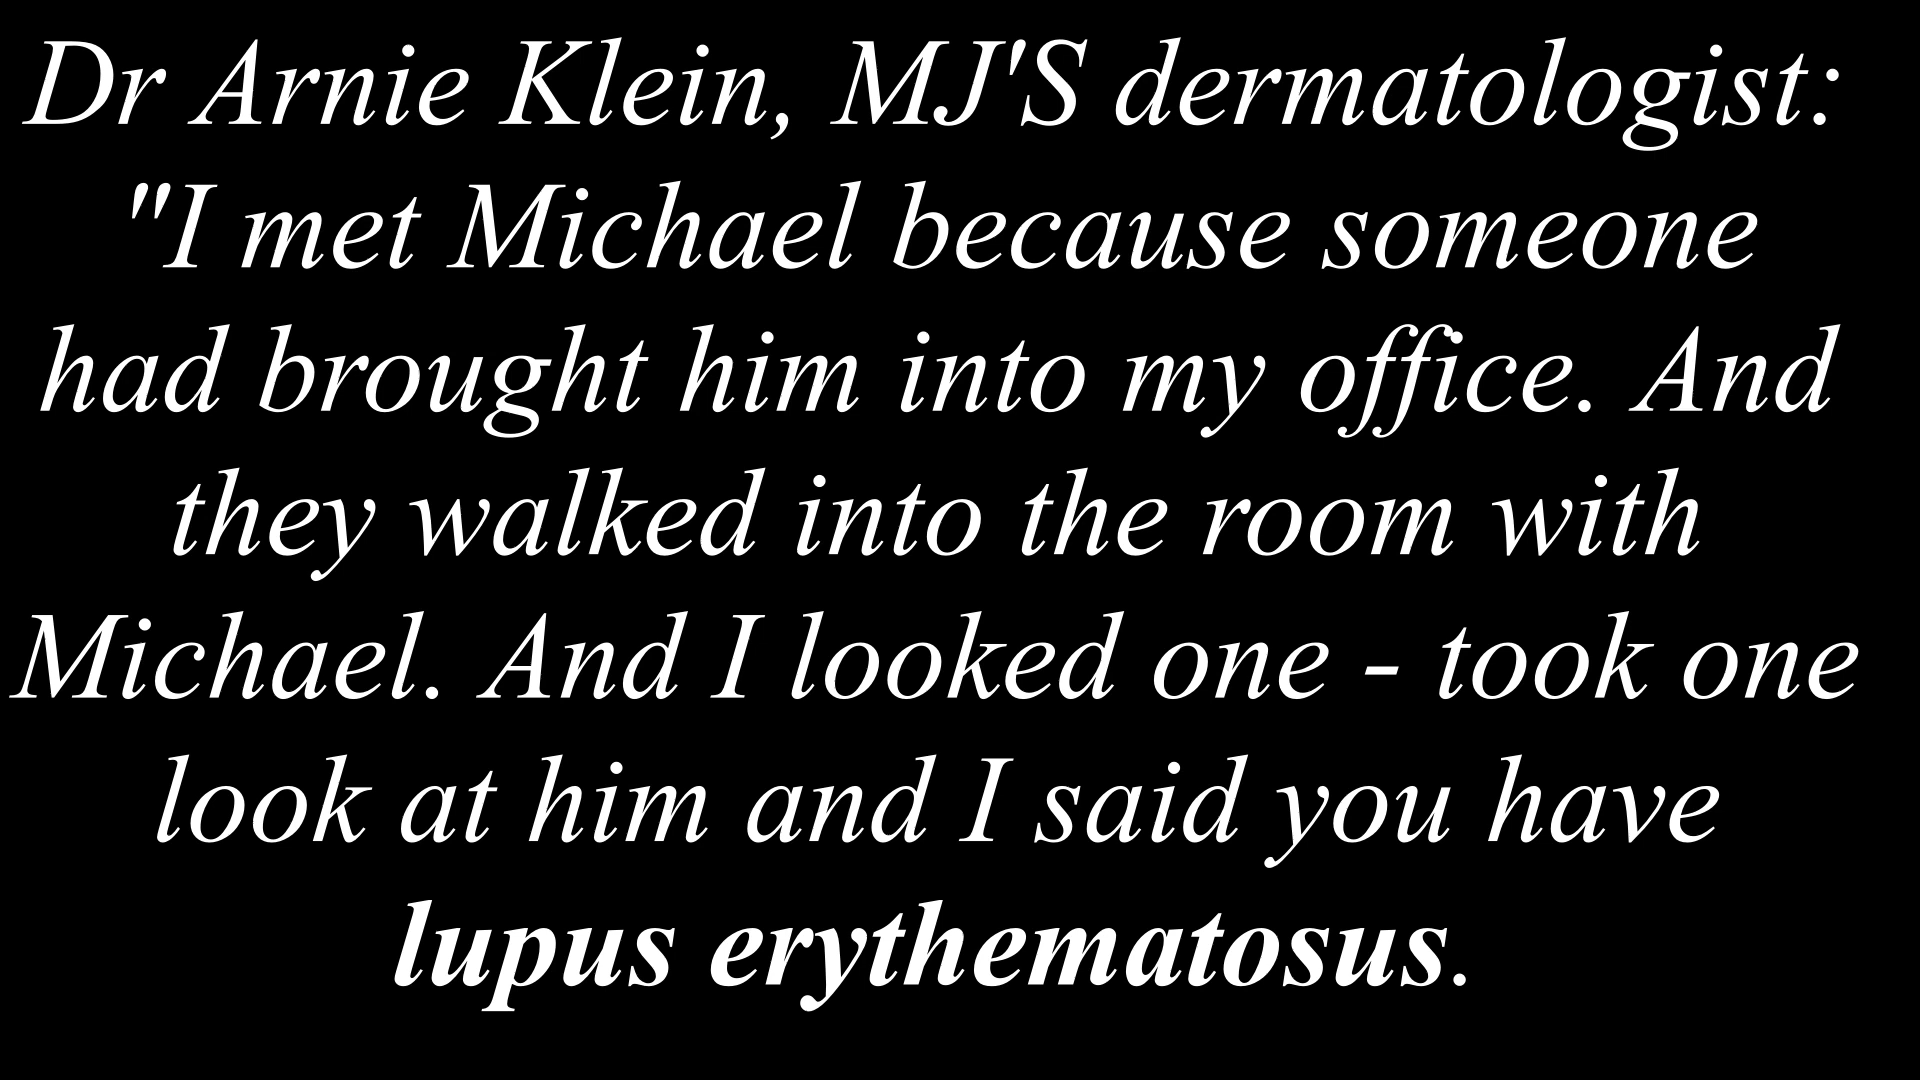 Dr Arnie Klein, MJ'S dermatologist:
"I met Michael because someone
had brought him into my office. And
they walked into the room with
Michael. And I looked one - took one
look at him and I said you have
lupus erythematosus.